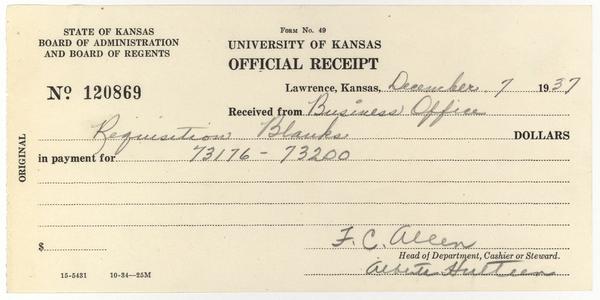 STATE OF KANSAS
BOARD OF ADMINISTRATION
AND BOARD OF REGENTS
No 120869
FORM NO. 49
UNIVERSITY OF KANSAS
OFFICIAL RECEIPT
Lawrence, Kansas, December 7 1937
Received from Business Office
Requisition Blanks DOLLARS
in payment for 73176 - 73200
ORIGINAL
$
F. C. Allen
Head of Department, Cashier or Steward.
15-5431 10-34-25M
Alberta Hulteen